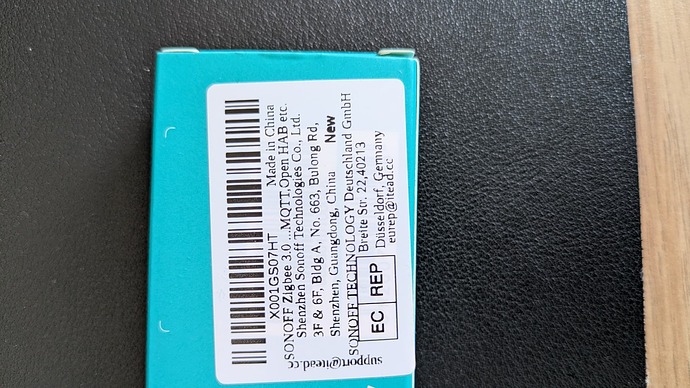 X001GS07HT
Made in China
SONOFF Zigbee 3.0 ...MQTT,Open HAB etc.
Shenzhen Sonoff Technologies Co., Ltd.
3F & 6F, Bldg A, No. 663, Bulong Rd,
Shenzhen, Guangdong, China
New
SONOFF TECHNOLOGY Deutschland GmbH
EC REP
Breite Str. 22,40213
Düsseldorf, Germany
eurep@itead.cc
support@itead.cc